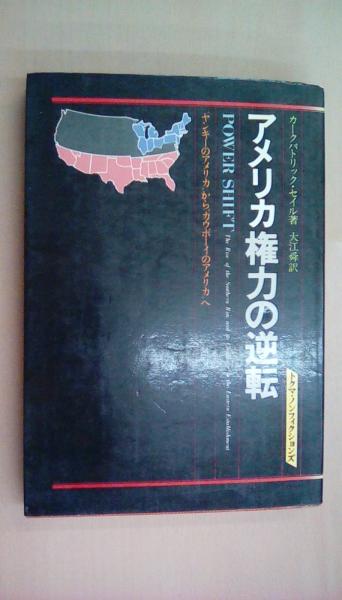 カークパトリック・セイル著 大江舜訳
アメリカ権力の逆転
POWER SHIFT The Rise of the Southern Rim and its Challenge to the Eastern Establishment
ヤンキーのアメリカから、カウボーイのアメリカへ
トクマ・ノンフィクションズ